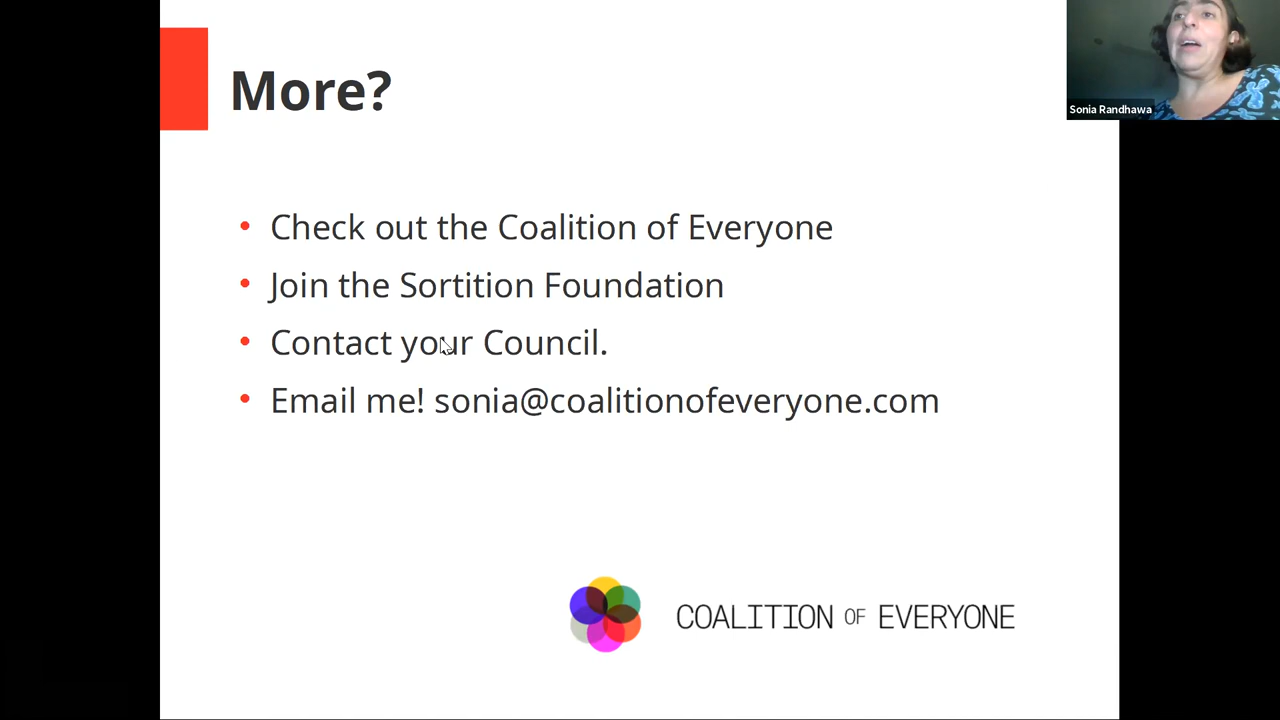 More?
Sonia Randhawa
• Check out the Coalition of Everyone
• Join the Sortition Foundation
• Contact your Council.
• Email me! sonia@coalitionofeveryone.com
COALITION OF EVERYONE